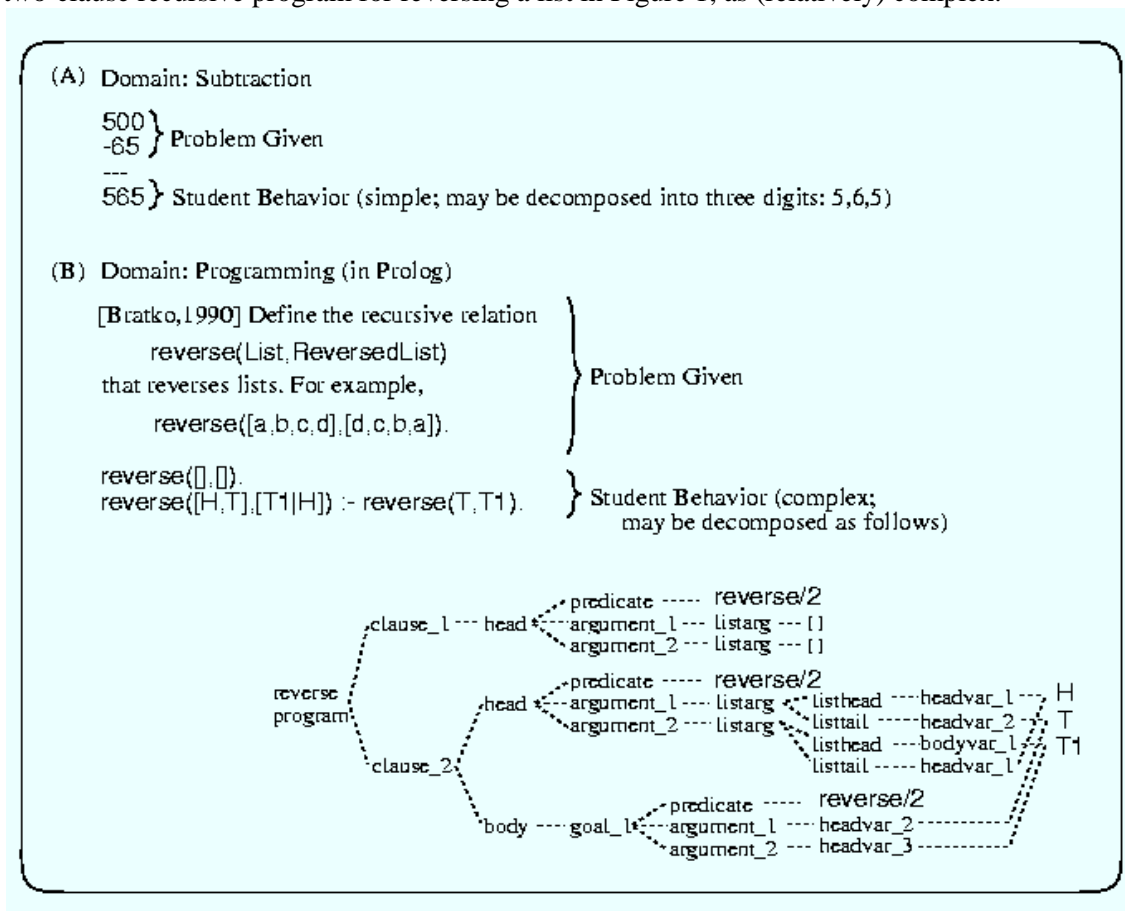 two-clause recursive program for reversing a list in Figure 1, as (relatively) complex.
(A) Domain: Subtraction
500
-65 } Problem Given
---
565 } Student Behavior (simple; may be decomposed into three digits: 5,6,5)
(B) Domain: Programming (in Prolog)
[Bratko,1990] Define the recursive relation
reverse(List,ReversedList)
that reverses lists. For example,
Problem Given
reverse([a,b,c,d],[d,c,b,a]).
reverse([],[]).
reverse([H,T],[T1|H]) :- reverse(T,T1).
Student Behavior (complex;
may be decomposed as follows)
predicate ----- reverse/2
clause_1 --- head argument_1 --- listarg --- []
argument_2 --- listarg --- []
predicate ----- reverse/2
reverse
program
head argument_1 --- listarg listhead ---- headvar_1 --- H
argument_2 --- listarg listtail ----- headvar_2 -- T
listhead ---bodyvar_1 -- T1
clause_2 listtail ----- headvar_1
predicate ----- reverse/2
body ---- goal_1 argument_1 --- headvar_2
argument_2 --- headvar_3